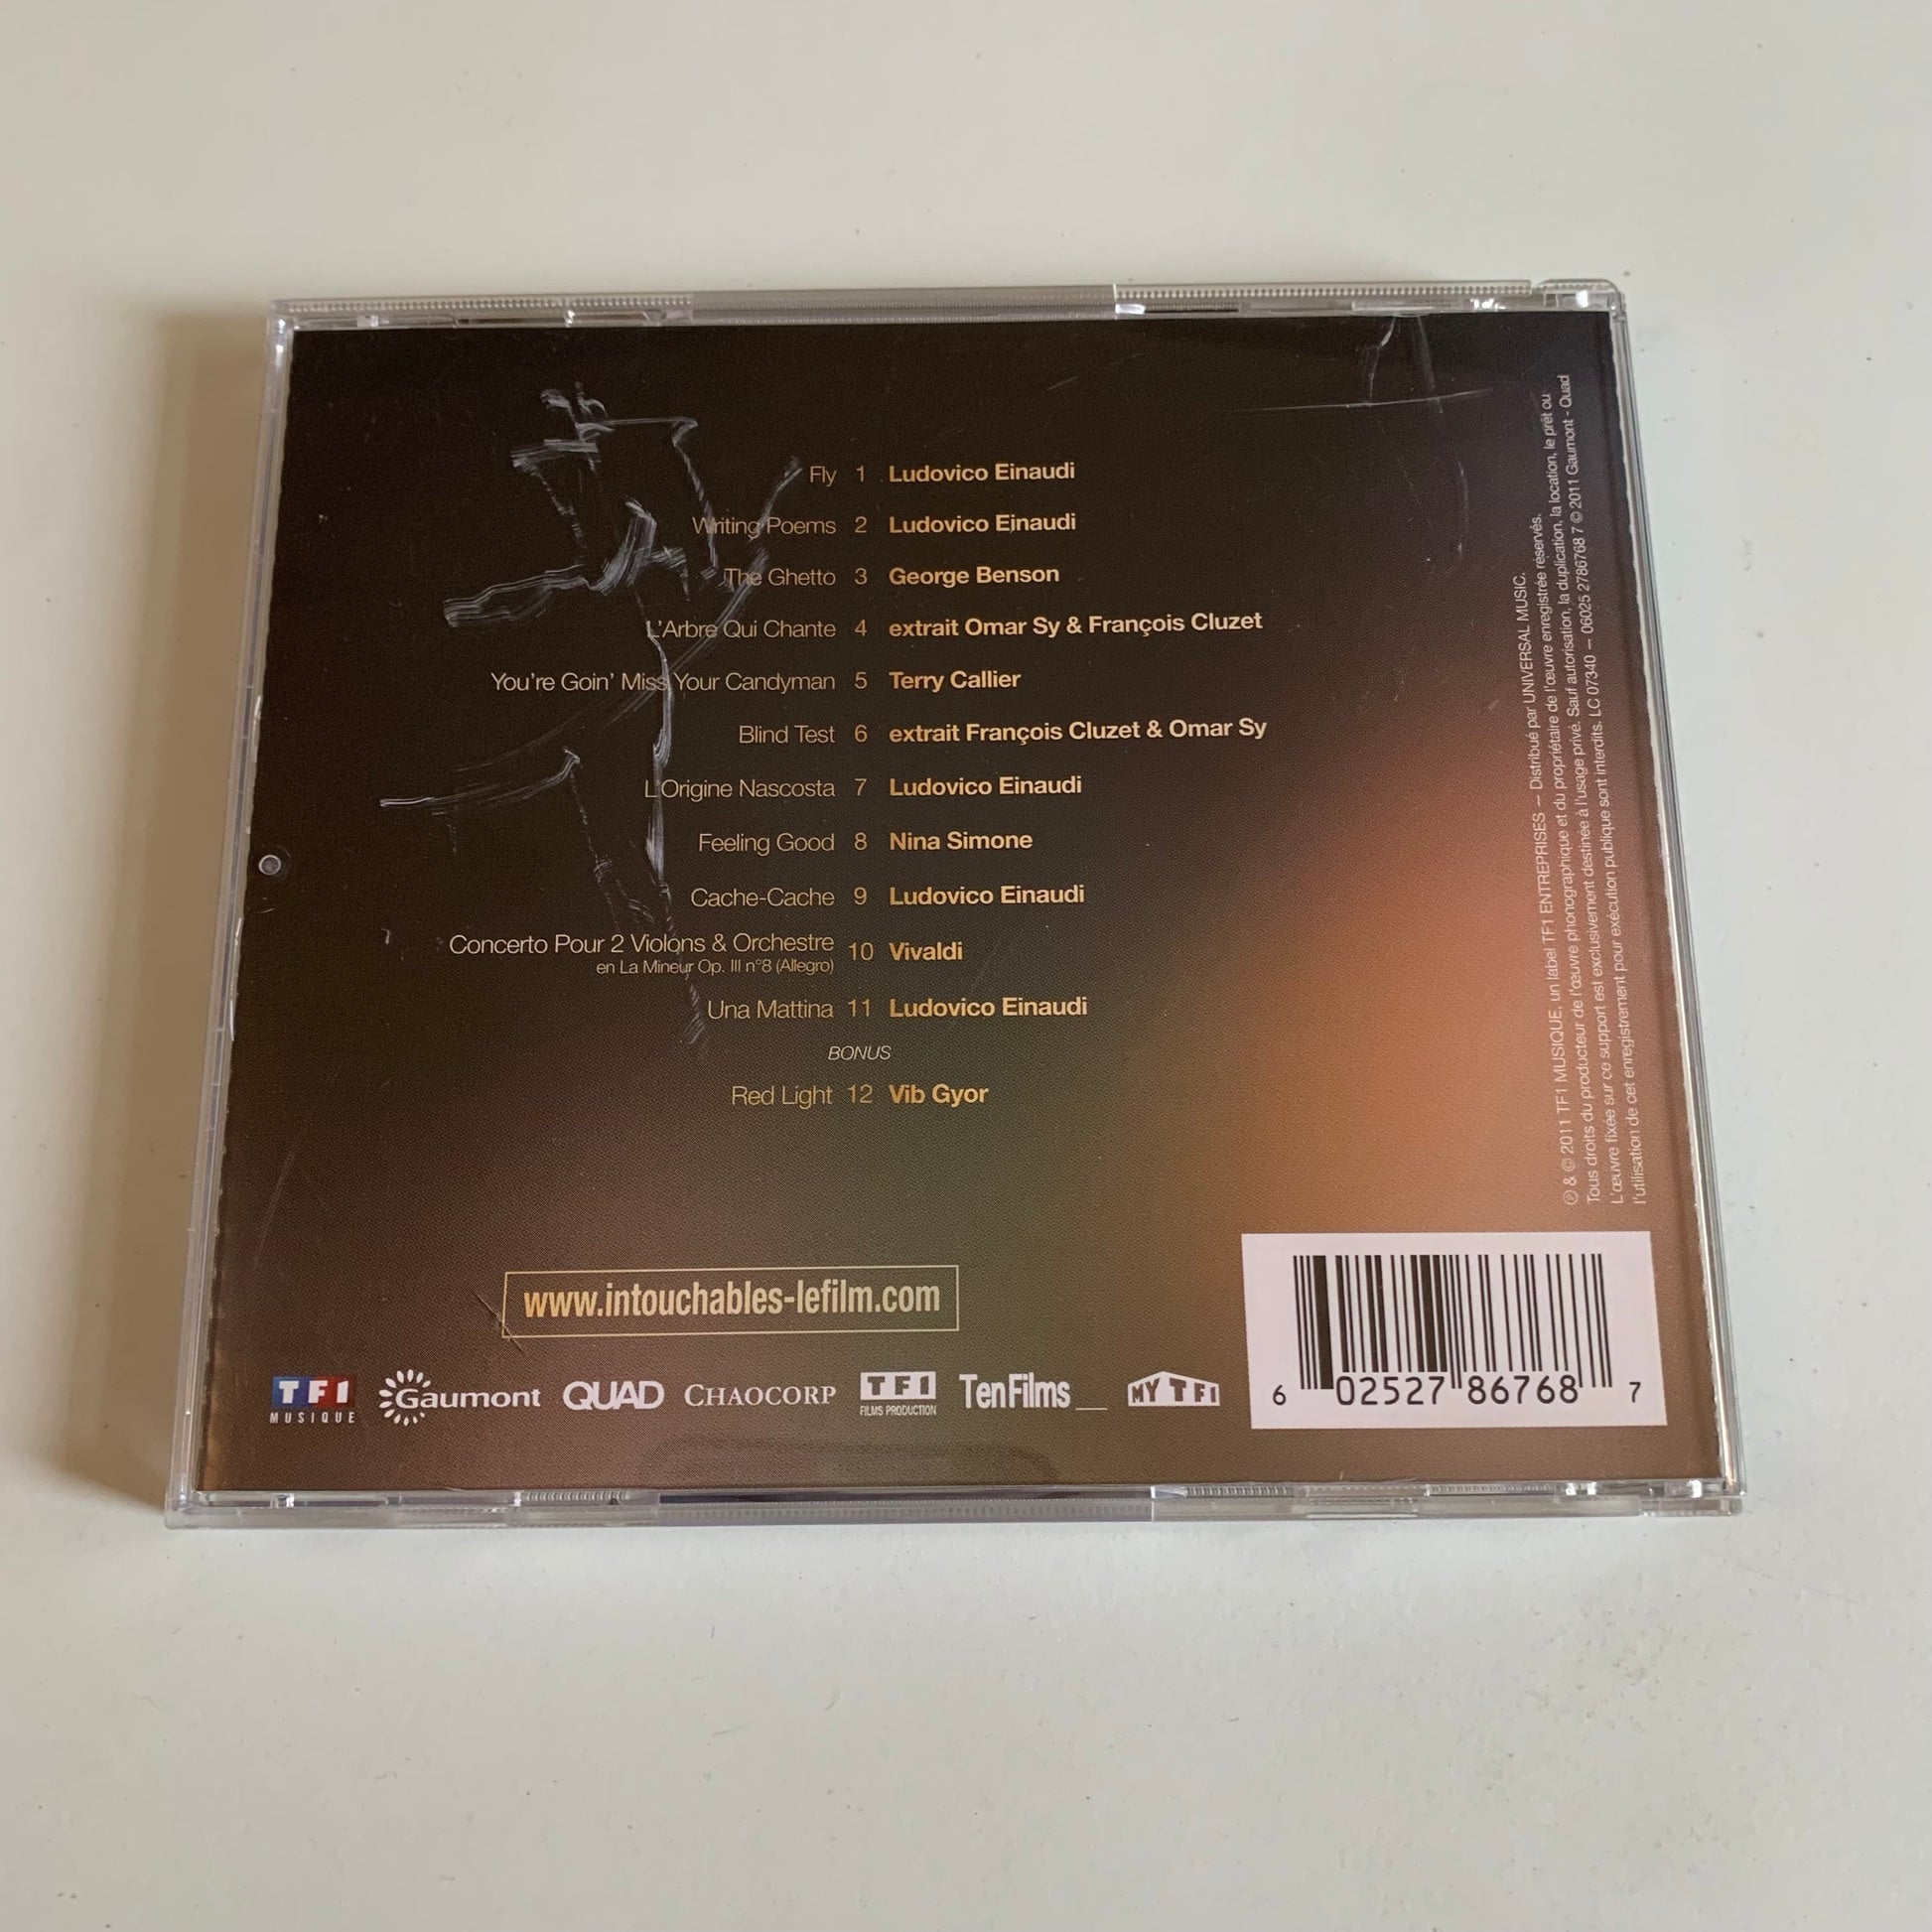 Fly 1 Ludovico Einaudi
Writing Poems 2 Ludovico Einaudi
The Ghetto 3 George Benson
L'Arbre Qui Chante 4 extrait Omar Sy & François Cluzet
You're Goin' Miss Your Candyman 5 Terry Callier
Blind Test 6 extrait François Cluzet & Omar Sy
L'Origine Nascosta 7 Ludovico Einaudi
Feeling Good 8 Nina Simone
Cache-Cache 9 Ludovico Einaudi
Concerto Pour 2 Violons & Orchestre 10 Vivaldi
en La Mineur Op. III n°8 (Allegro)
Una Mattina 11 Ludovico Einaudi
BONUS
Red Light 12 Vib Gyor
℗ & © 2011 TF1 MUSIQUE, un label TF1 ENTREPRISES – Distribué par UNIVERSAL MUSIC.
Tous droits du producteur de l'œuvre phonographique et du propriétaire de l'œuvre enregistrée réservés.
L'œuvre fixée sur ce support est exclusivement destinée à l'usage privé. Sauf autorisation, la duplication, la location, le prêt ou
l'utilisation de cet enregistrement pour exécution publique sont interdits. LC 07340 – 06025 2786768 7 © 2011 Gaumont - Quad
www.intouchables-lefilm.com
TF1 MUSIQUE
Gaumont
QUAD
CHAOCORP
TF1 FILMS PRODUCTION
TenFilms__
MYTF1
6 02527 86768 7